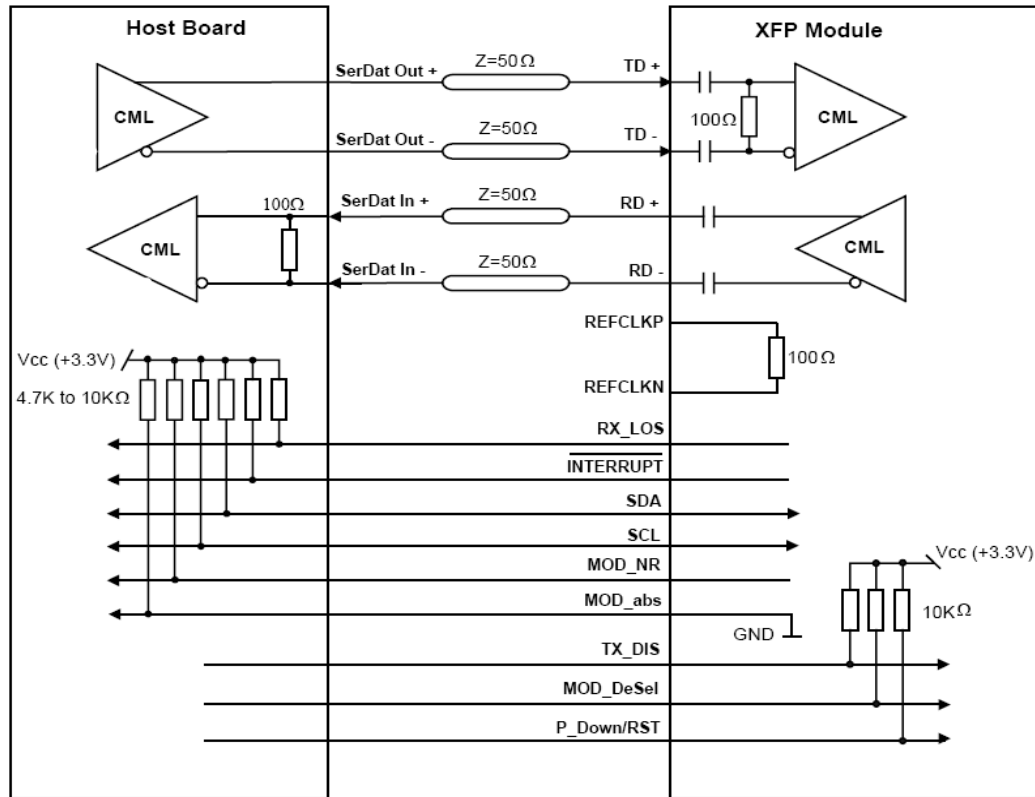 Host Board
XFP Module
SerDat Out +
Z=50Ω
TD +
CML
100Ω
CML
SerDat Out -
Z=50Ω
TD -
100Ω
SerDat In +
Z=50Ω
RD +
CML
CML
SerDat In -
Z=50Ω
RD -
REFCLKP
Vcc (+3.3V)
100Ω
4.7K to 10KΩ
REFCLKN
RX_LOS
INTERRUPT
SDA
SCL
Vcc (+3.3V)
MOD_NR
MOD_abs
10KΩ
GND
TX_DIS
MOD_DeSel
P_Down/RST